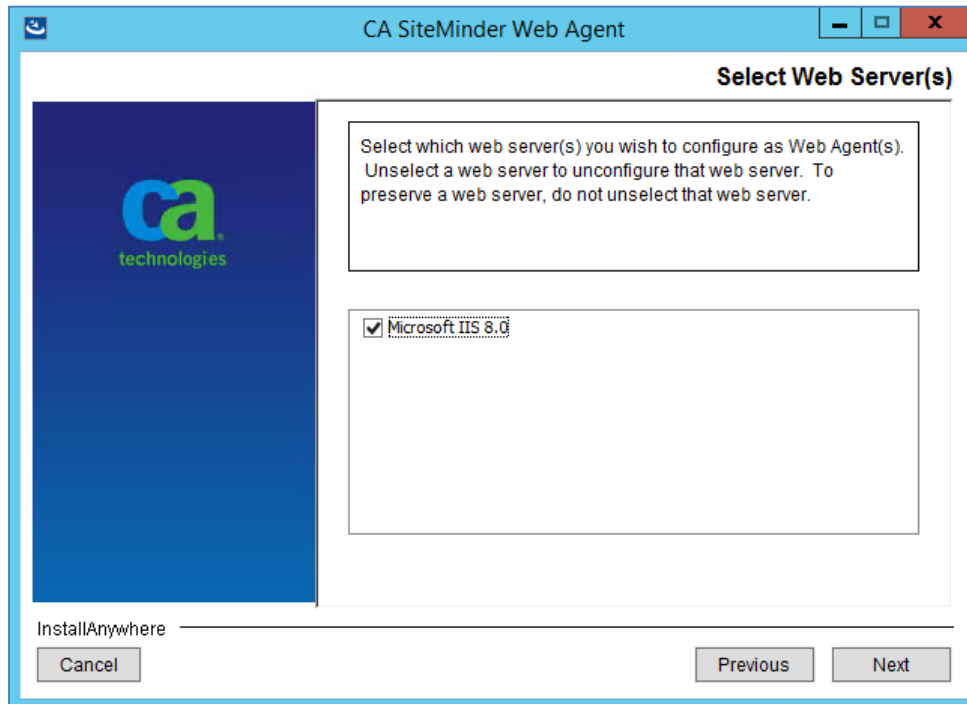 CA SiteMinder Web Agent
Select Web Server(s)
Select which web server(s) you wish to configure as Web Agent(s).
Unselect a web server to unconfigure that web server. To
preserve a web server, do not unselect that web server.
ca
technologies
Microsoft IIS 8.0
InstallAnywhere
Cancel
Previous
Next